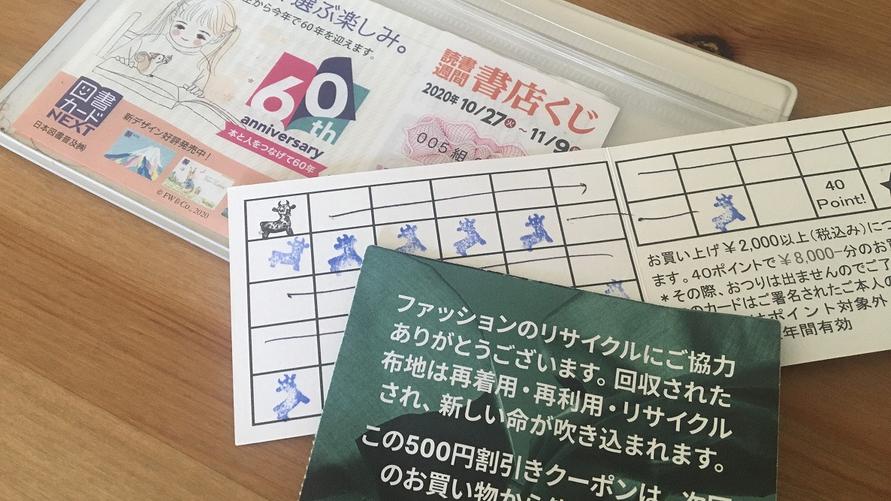 選ぶ楽しみ。
から今年で60年を迎えます。
60th
anniversary
本と人をつなげて60年
読書
週間
書店くじ
2020年 10/27火~11/9
005組
図書
カード
NEXT
日本図書普及㈱
新デザイン好評発売中!
© F.W.& Co., 2020
40
Point!
お買い上げ¥2,000以上(税込み)に
ます。40ポイントで¥8,000-分のお
*その際、おつりは出ませんのでご
のカードはご署名されたご本人の
ポイント対象外
年間有効
ファッションのリサイクルにご協力
ありがとうございます。回収された
布地は再着用・再利用・リサイクル
され、新しい命が吹き込まれます。
この500円割引きクーポンは、次回
のお買い物から